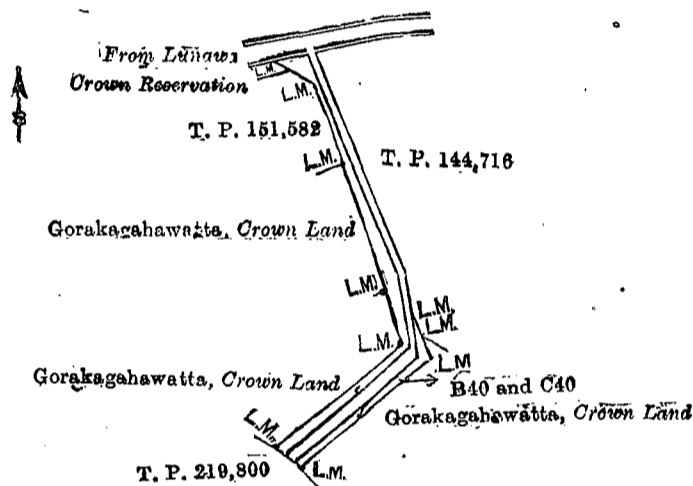 From Lunawa
L.M.
Crown Reservation
L.M.
T. P. 151,582
L.M.
T. P. 144,716
Gorakagahawatta, Crown Land
L.M.
L.M.
L.M.
L.M.
L.M
Gorakagahawatta, Crown Land
B40 and C40
Gorakagahawatta, Crown Land
L.M.
T. P. 219,800
L.M.